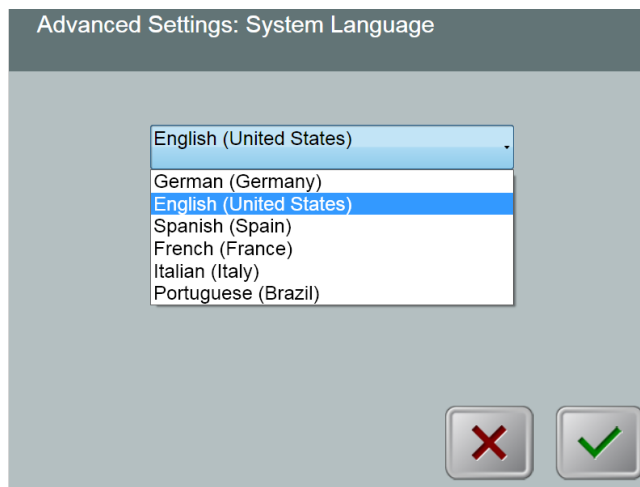 Advanced Settings: System Language
English (United States)
German (Germany)
English (United States)
Spanish (Spain)
French (France)
Italian (Italy)
Portuguese (Brazil)